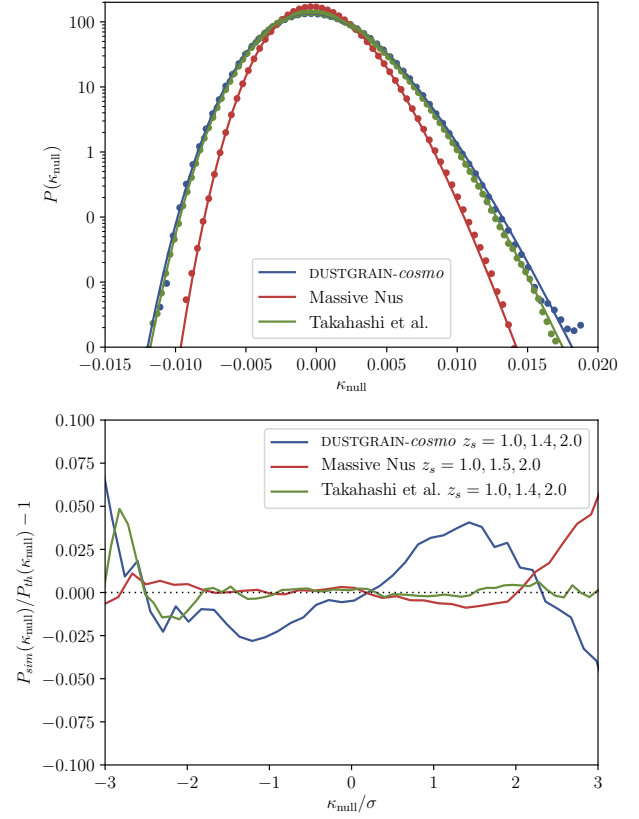 100
10
1
0
0
0
P(κnull)
DUSTGRAIN-cosmo
Massive Nus
Takahashi et al.
−0.015 −0.010 −0.005 0.000 0.005 0.010 0.015 0.020
κnull
0.100
0.075
0.050
0.025
0.000
−0.025
−0.050
−0.075
−0.100
Psim(κnull)/Pth(κnull) − 1
DUSTGRAIN-cosmo zs = 1.0, 1.4, 2.0
Massive Nus zs = 1.0, 1.5, 2.0
Takahashi et al. zs = 1.0, 1.4, 2.0
−3 −2 −1 0 1 2 3
κnull/σ